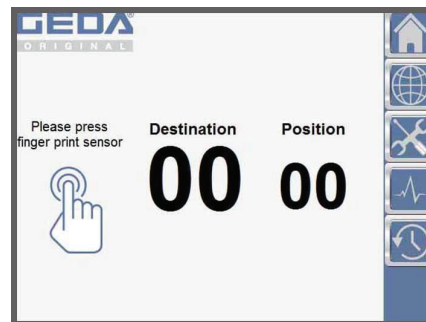 GEDA
ORIGINAL
Please press
finger print sensor
Destination
00
Position
00